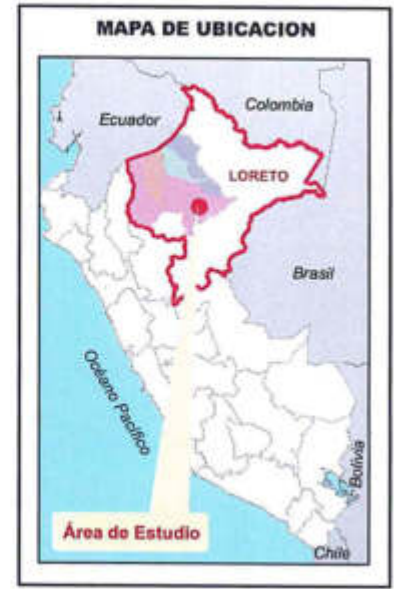 MAPA DE UBICACION
Colombia
Ecuador
LORETO
Brasil
Océano Pacífico
Bolivia
Área de Estudio
Chile